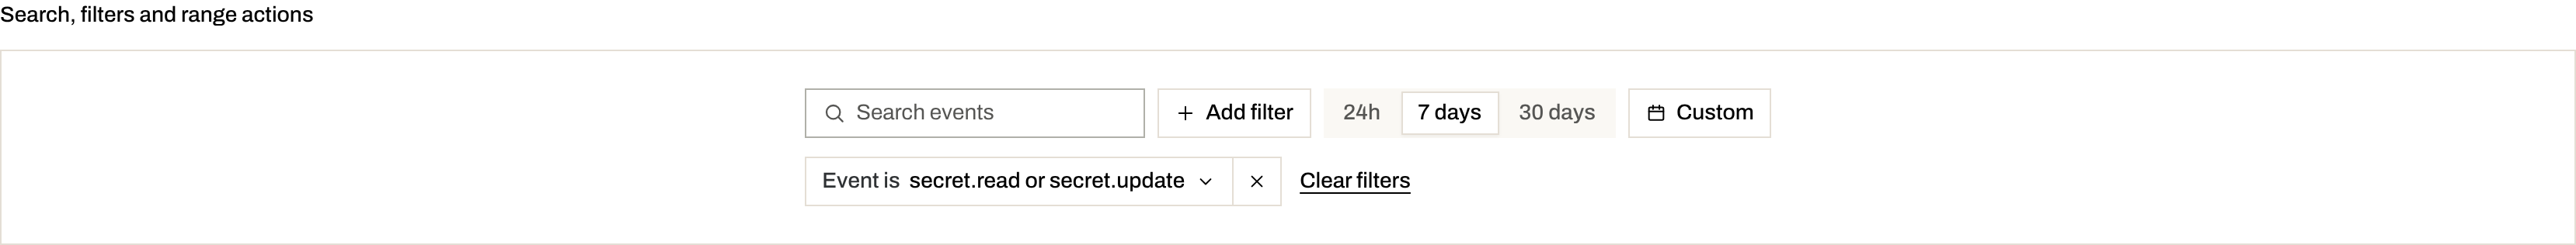 Search, filters and range actions
Search events Add filter 24h 7 days 30 days Custom
Event is secret.read or secret.update Clear filters